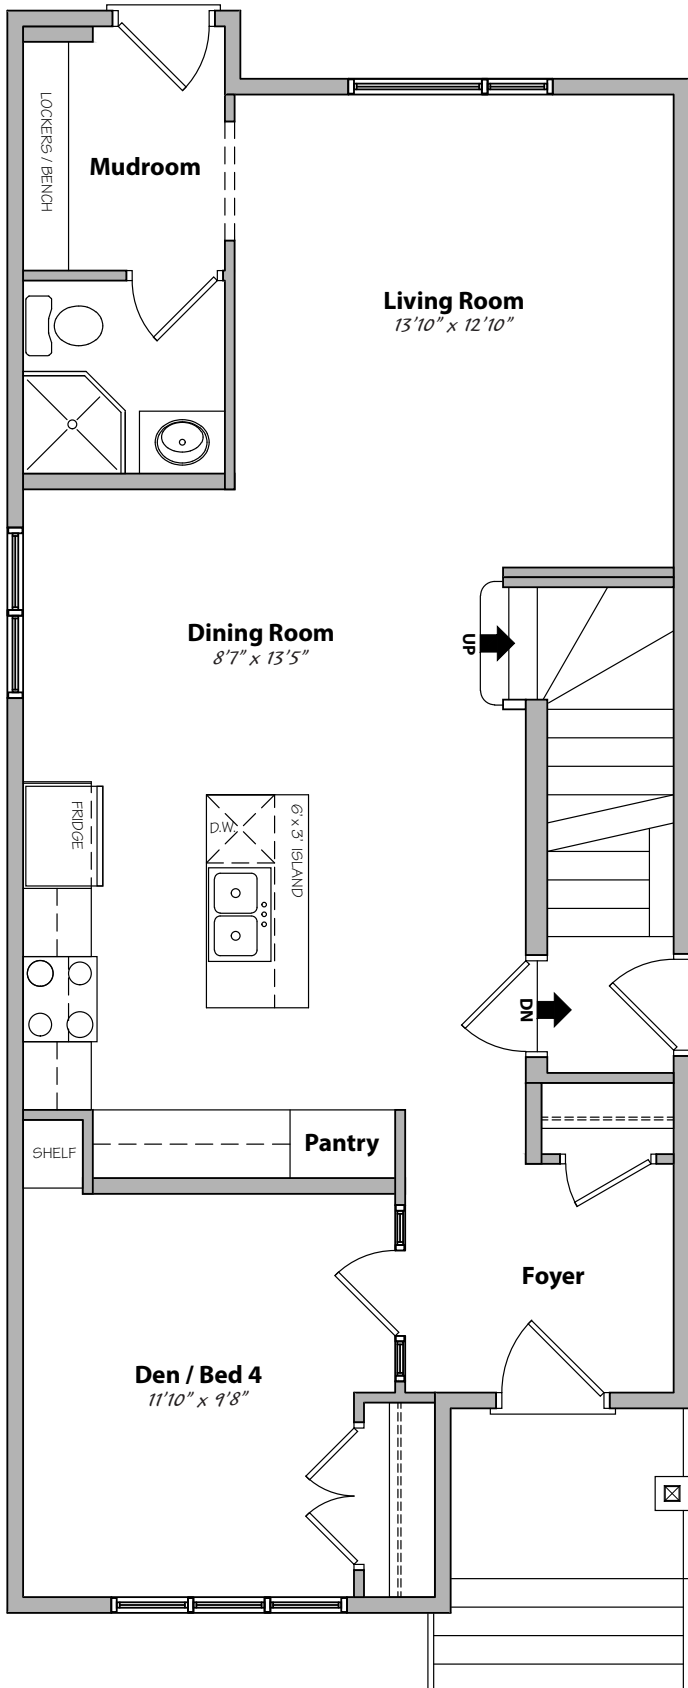 LOCKERS / BENCH
Mudroom
Living Room
13'10" x 12'10"
Dining Room
8'7" x 13'5"
UP
FRIDGE
D.W.
6' x 3' ISLAND
DN
SHELF
Pantry
Foyer
Den / Bed 4
11'10" x 9'8"